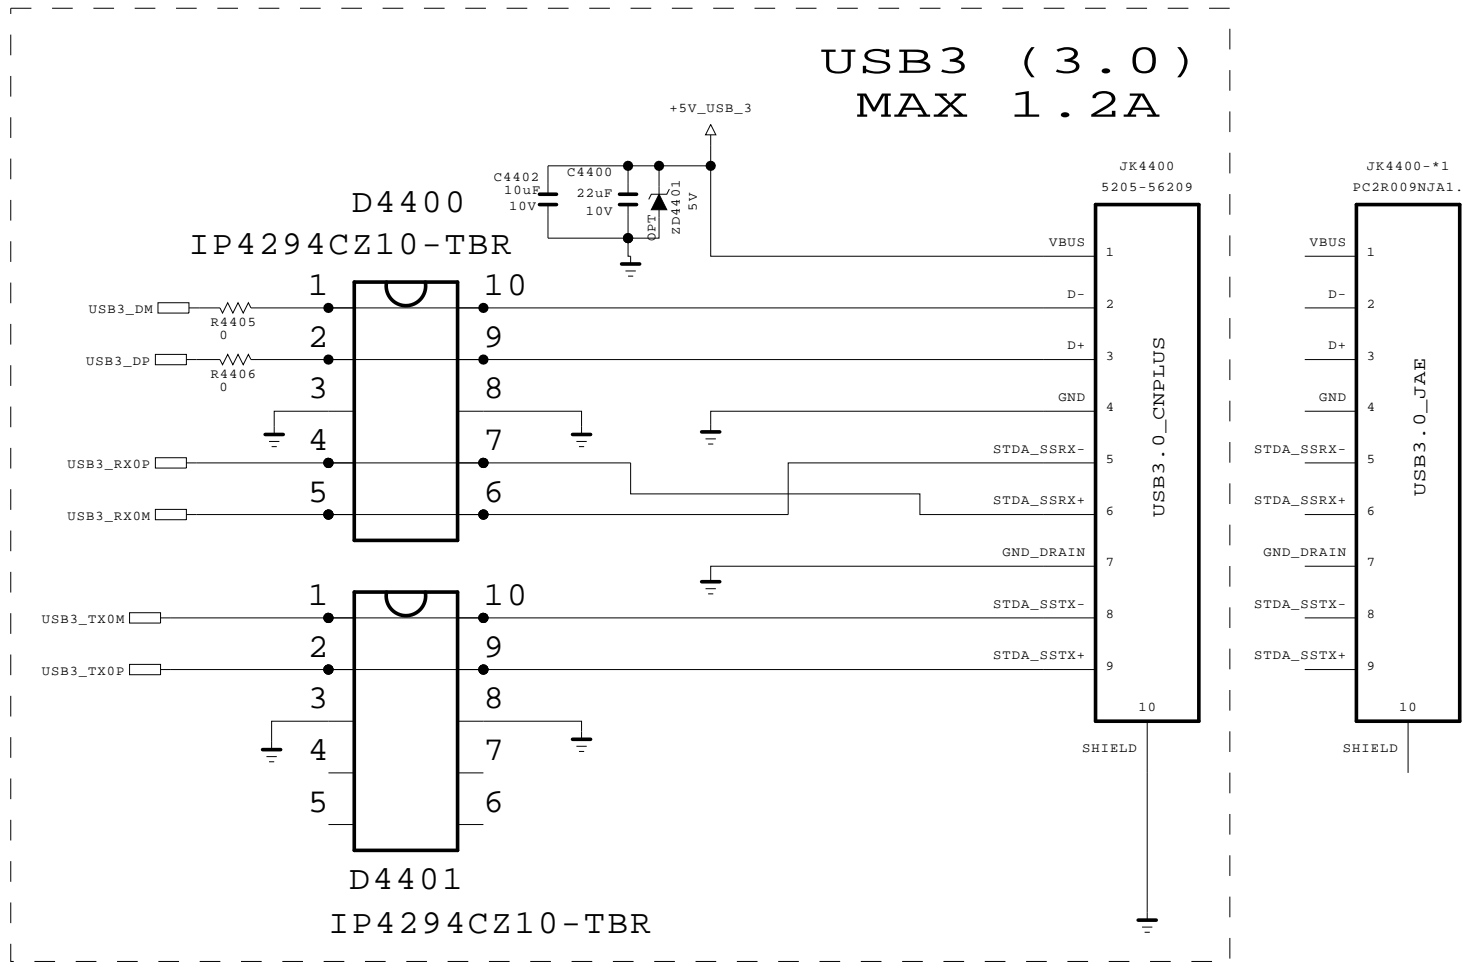 USB3 (3.0)
MAX 1.2A
+5V_USB_3
C4402
10uF
10V
C4400
22uF
10V
OPT
ZD4401
5V
D4400
IP4294CZ10-TBR
USB3_DM
R4405
0
USB3_DP
R4406
0
USB3_RX0P
USB3_RX0M
1
2
3
4
5
10
9
8
7
6
USB3_TX0M
USB3_TX0P
1
2
3
4
5
10
9
8
7
6
D4401
IP4294CZ10-TBR
JK4400
5205-56209
VBUS 1
D- 2
D+ 3
GND 4
STDA_SSRX- 5
STDA_SSRX+ 6
GND_DRAIN 7
STDA_SSTX- 8
STDA_SSTX+ 9
10
SHIELD
USB3.0_CNPLUS
JK4400-*1
PC2R009NJA1.
VBUS 1
D- 2
D+ 3
GND 4
STDA_SSRX- 5
STDA_SSRX+ 6
GND_DRAIN 7
STDA_SSTX- 8
STDA_SSTX+ 9
10
SHIELD
USB3.0_JAE